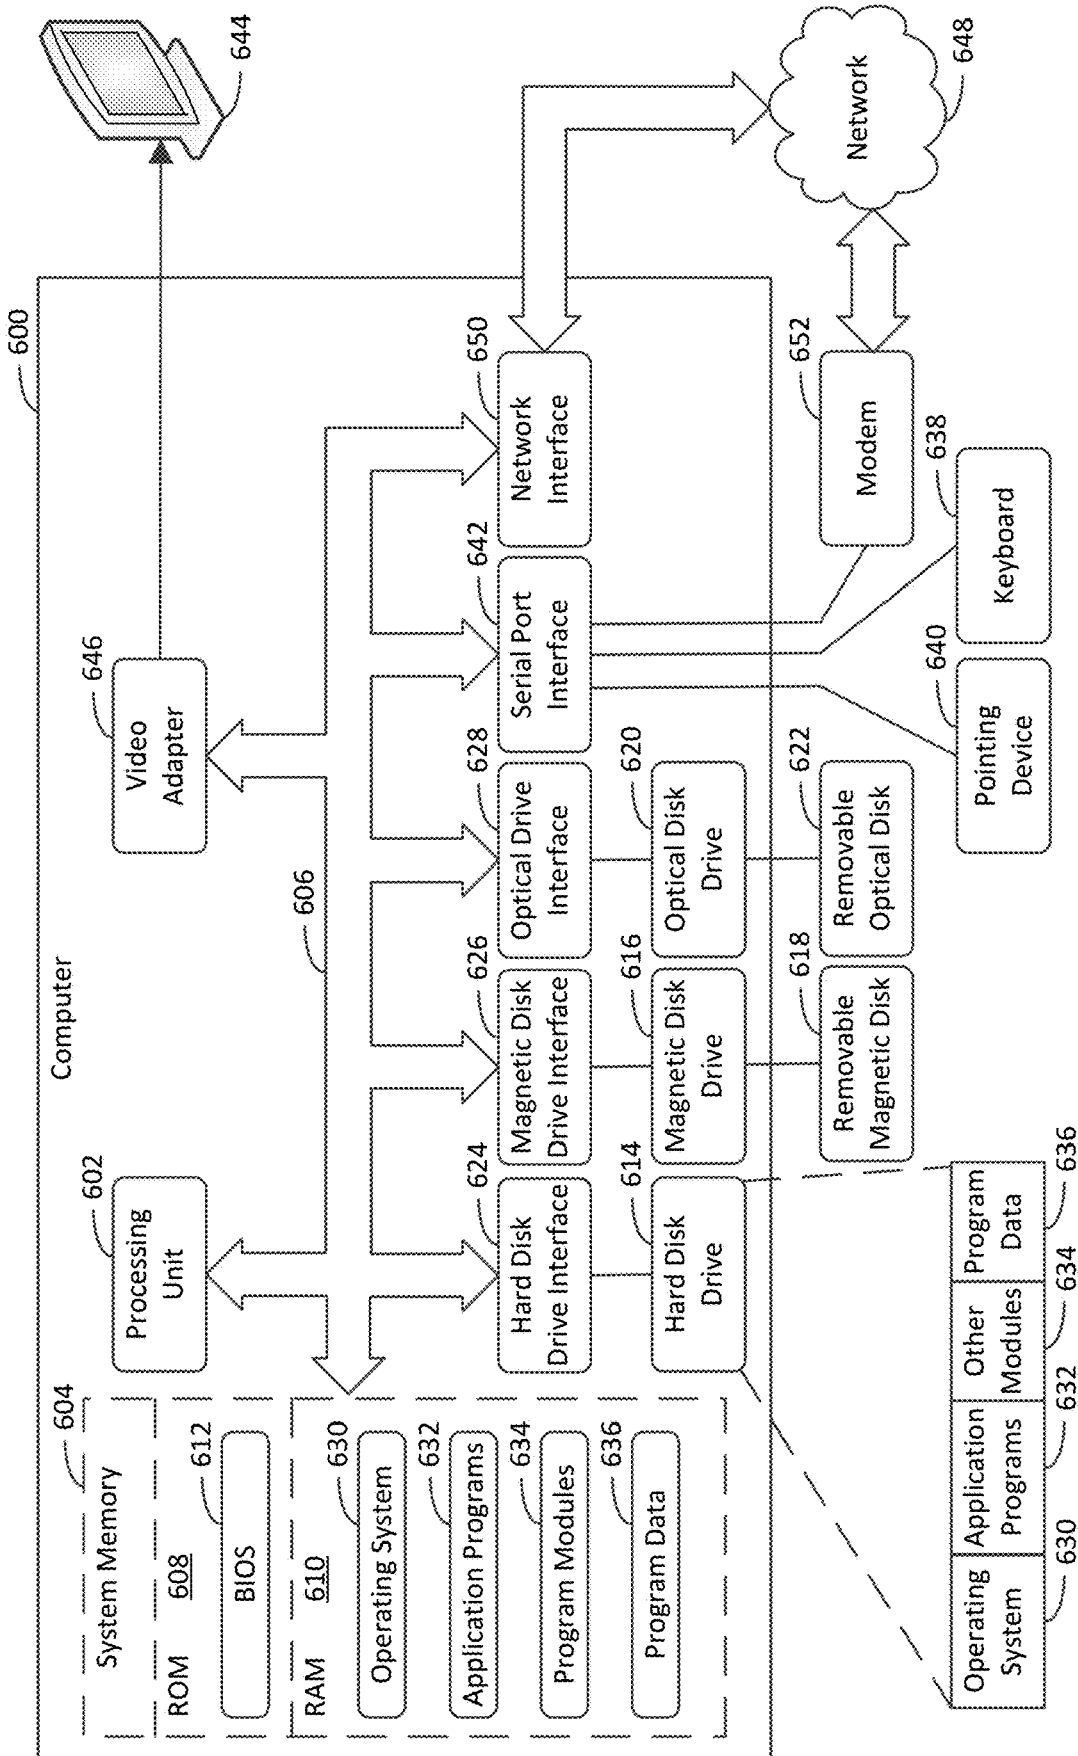 Computer
600
System Memory
604
ROM
608
BIOS
612
RAM
610
Operating System
630
Application Programs
632
Program Modules
634
Program Data
636
Processing
Unit
602
606
Video
Adapter
646
644
Hard Disk
Drive Interface
624
Magnetic Disk
Drive Interface
626
Optical Drive
Interface
628
Serial Port
Interface
642
Network
Interface
650
Hard Disk
Drive
614
Magnetic Disk
Drive
616
Optical Disk
Drive
620
Removable
Magnetic Disk
618
Removable
Optical Disk
622
Modem
652
Network
648
Pointing
Device
640
Keyboard
638
Operating
System
630
Application
Programs
632
Other
Modules
634
Program
Data
636